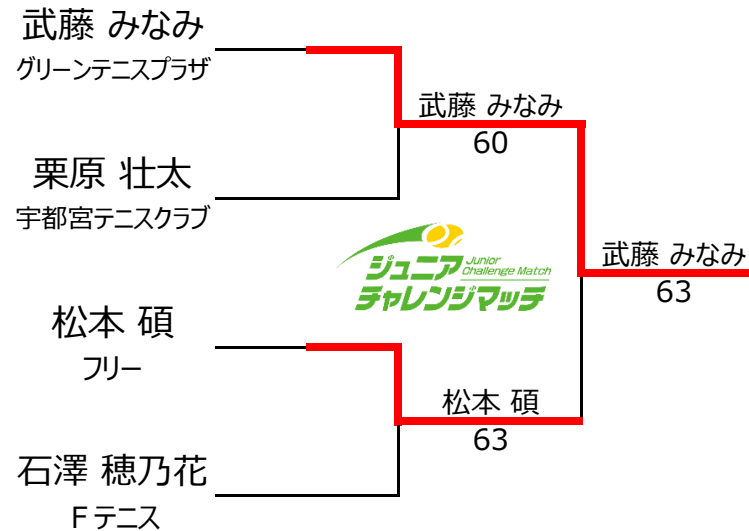 武藤 みなみ
グリーンテニスプラザ
武藤 みなみ
60
栗原 壮太
宇都宮テニスクラブ
ジュニア Junior
Challenge Match
チャレンジマッチ
武藤 みなみ
63
松本 碩
フリー
松本 碩
63
石澤 穂乃花
Fテニス